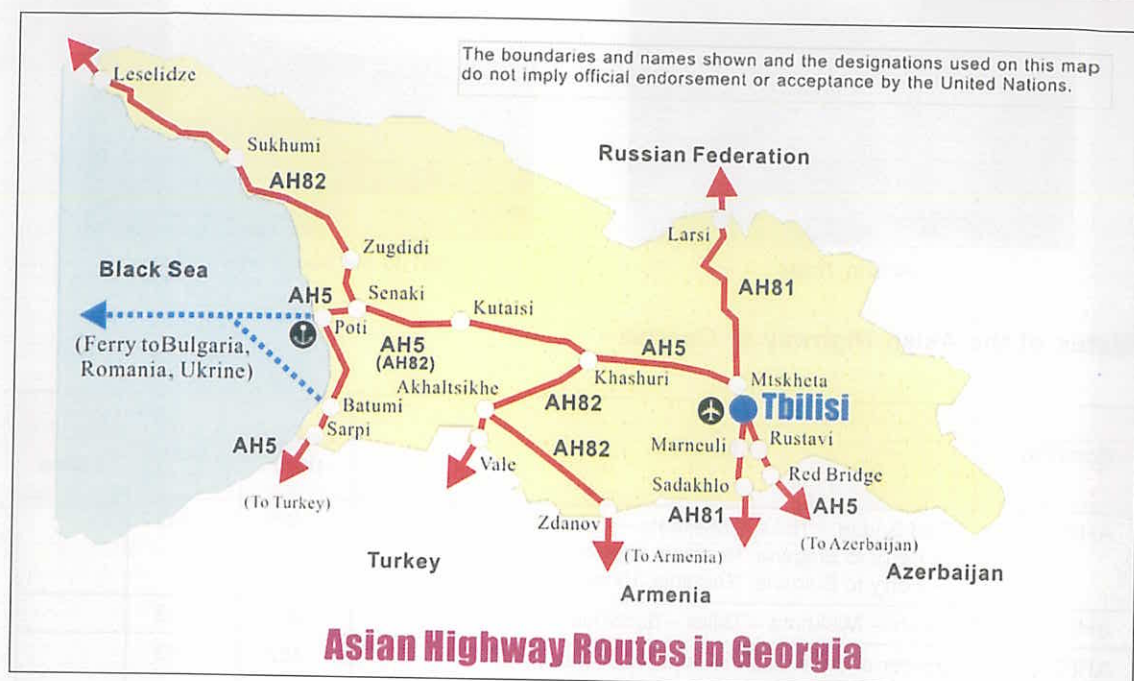 The boundaries and names shown and the designations used on this map
do not imply official endorsement or acceptance by the United Nations.
Leselidze
Sukhumi
AH82
Russian Federation
Larsi
Zugdidi
Black Sea
AH81
AH5
Senaki
Kutaisi
Poti
(Ferry toBulgaria,
Romania, Ukrine)
AH5
(AH82)
AH5
Khashuri
Mtskheta
Akhaltsikhe
AH82
Tbilisi
Batumi
Sarpi
AH5
AH82
Marneuli
Rustavi
Vale
Red Bridge
Sadakhlo
(To Turkey)
AH81
AH5
Zdanov
(To Armenia)
(To Azerbaijan)
Turkey
Azerbaijan
Armenia
Asian Highway Routes in Georgia